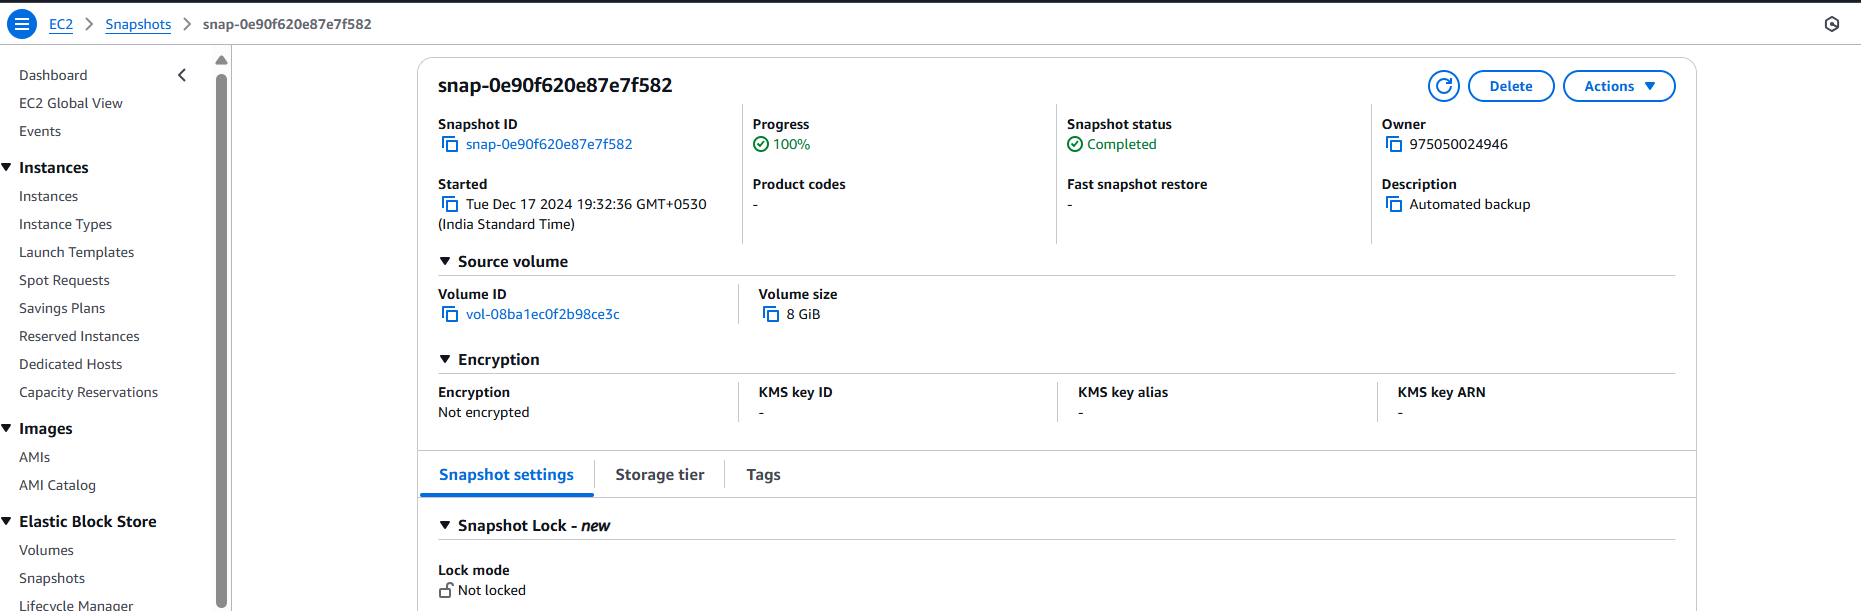 EC2 > Snapshots > snap-0e90f620e87e7f582
Dashboard
EC2 Global View
Events
Instances
Instances
Instance Types
Launch Templates
Spot Requests
Savings Plans
Reserved Instances
Dedicated Hosts
Capacity Reservations
Images
AMIs
AMI Catalog
Elastic Block Store
Volumes
Snapshots
Lifecycle Manager
snap-0e90f620e87e7f582
Delete
Actions
Snapshot ID
snap-0e90f620e87e7f582
Progress
100%
Snapshot status
Completed
Owner
975050024946
Started
Tue Dec 17 2024 19:32:36 GMT+0530
(India Standard Time)
Product codes
-
Fast snapshot restore
-
Description
Automated backup
Source volume
Volume ID
vol-08ba1ec0f2b98ce3c
Volume size
8 GiB
Encryption
Encryption
Not encrypted
KMS key ID
-
KMS key alias
-
KMS key ARN
-
Snapshot settings
Storage tier
Tags
Snapshot Lock - new
Lock mode
Not locked